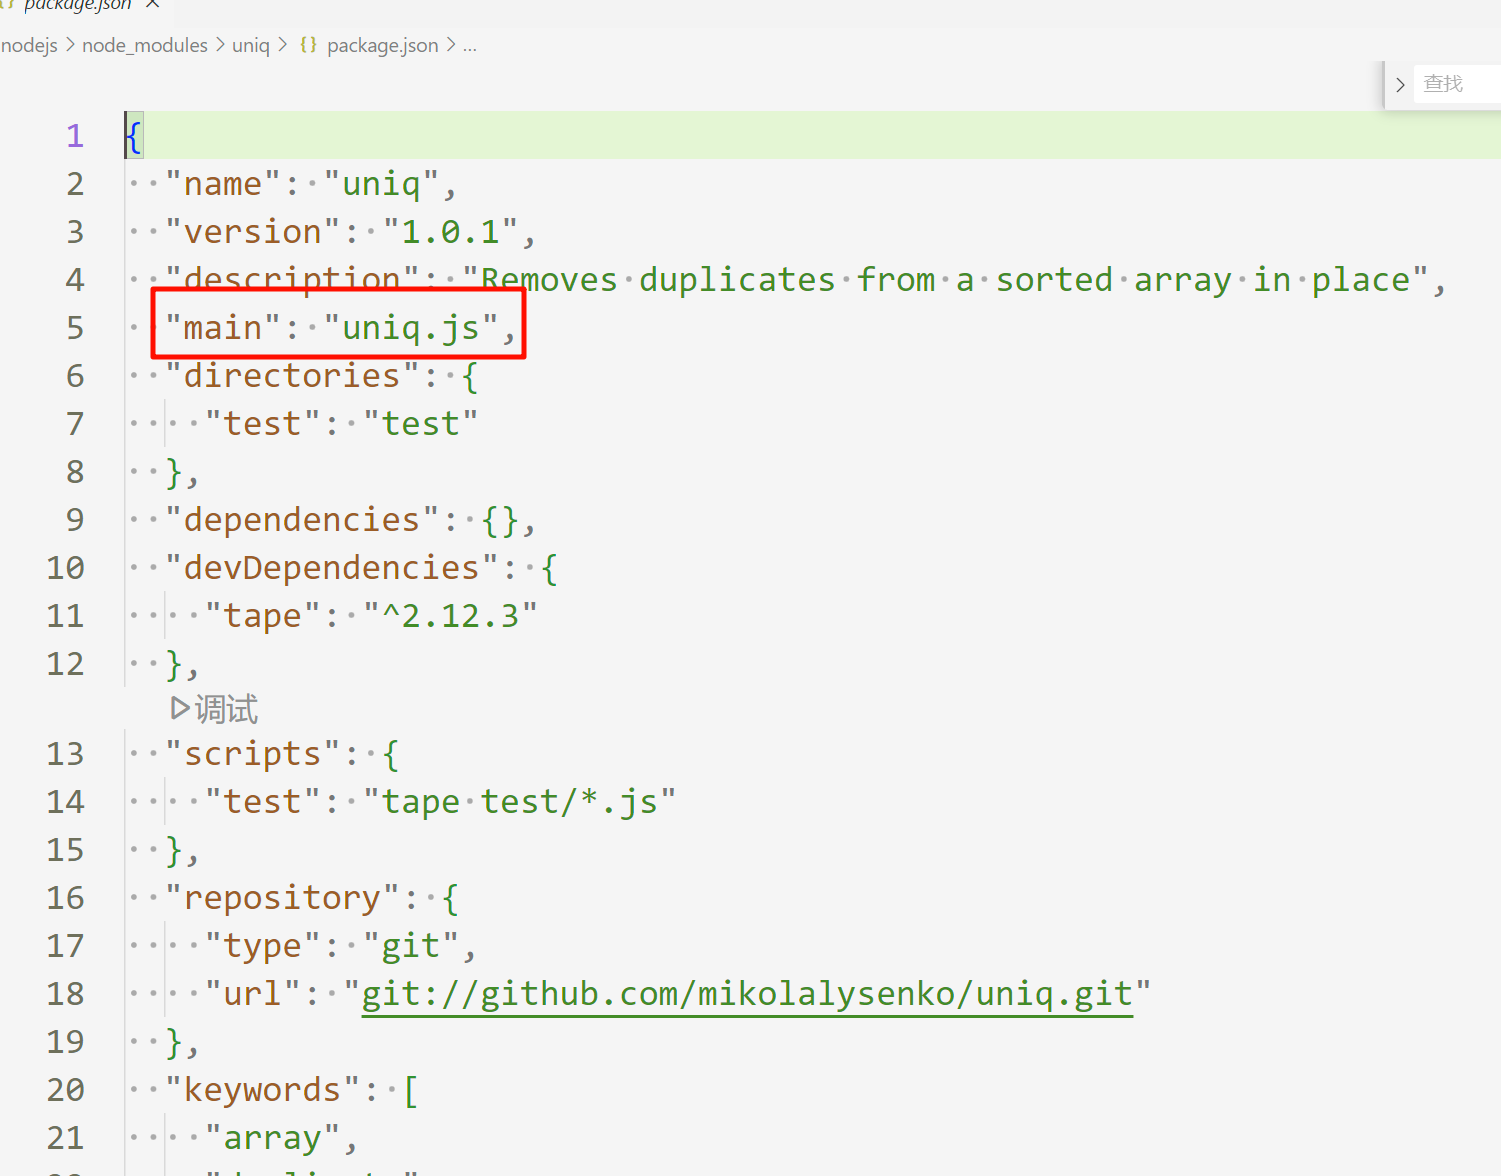 package.json ×
nodejs > node_modules > uniq > {} package.json > ...
> 查找
1 {
2 ··"name":·"uniq",
3 ··"version":·"1.0.1",
4 ··"description":·"Removes·duplicates·from·a·sorted·array·in·place",
5 ··"main":·"uniq.js",
6 ··"directories":·{
7 ····"test":·"test"
8 ··},
9 ··"dependencies":·{},
10 ··"devDependencies":·{
11 ····"tape":·"^2.12.3"
12 ··},
▷调试
13 ··"scripts":·{
14 ····"test":·"tape·test/*.js"
15 ··},
16 ··"repository":·{
17 ····"type":·"git",
18 ····"url":·"git://github.com/mikolalysenko/uniq.git"
19 ··},
20 ··"keywords":·[
21 ····"array",